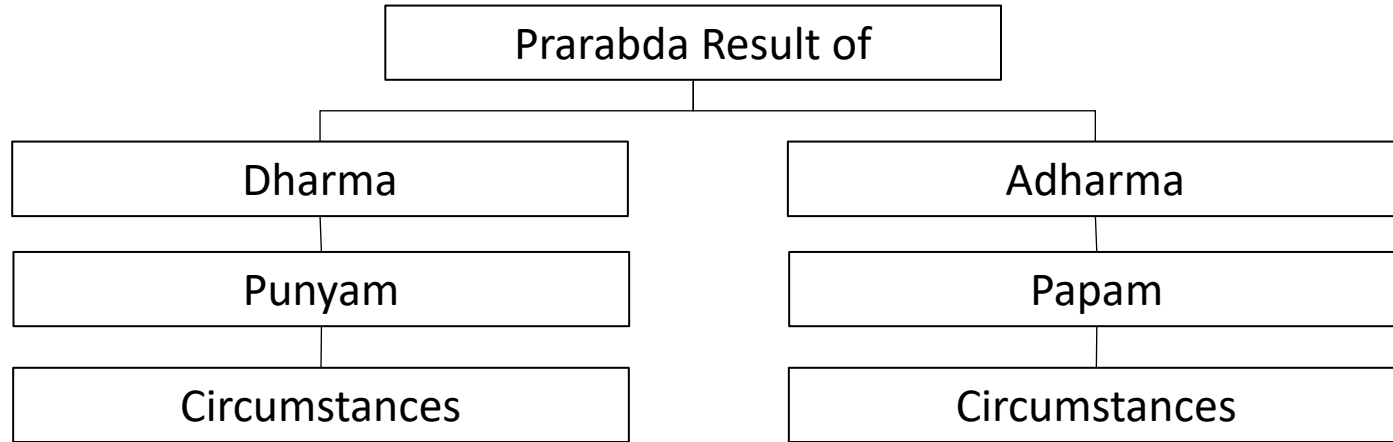 Prarabda Result of
Dharma
Adharma
Punyam
Papam
Circumstances
Circumstances